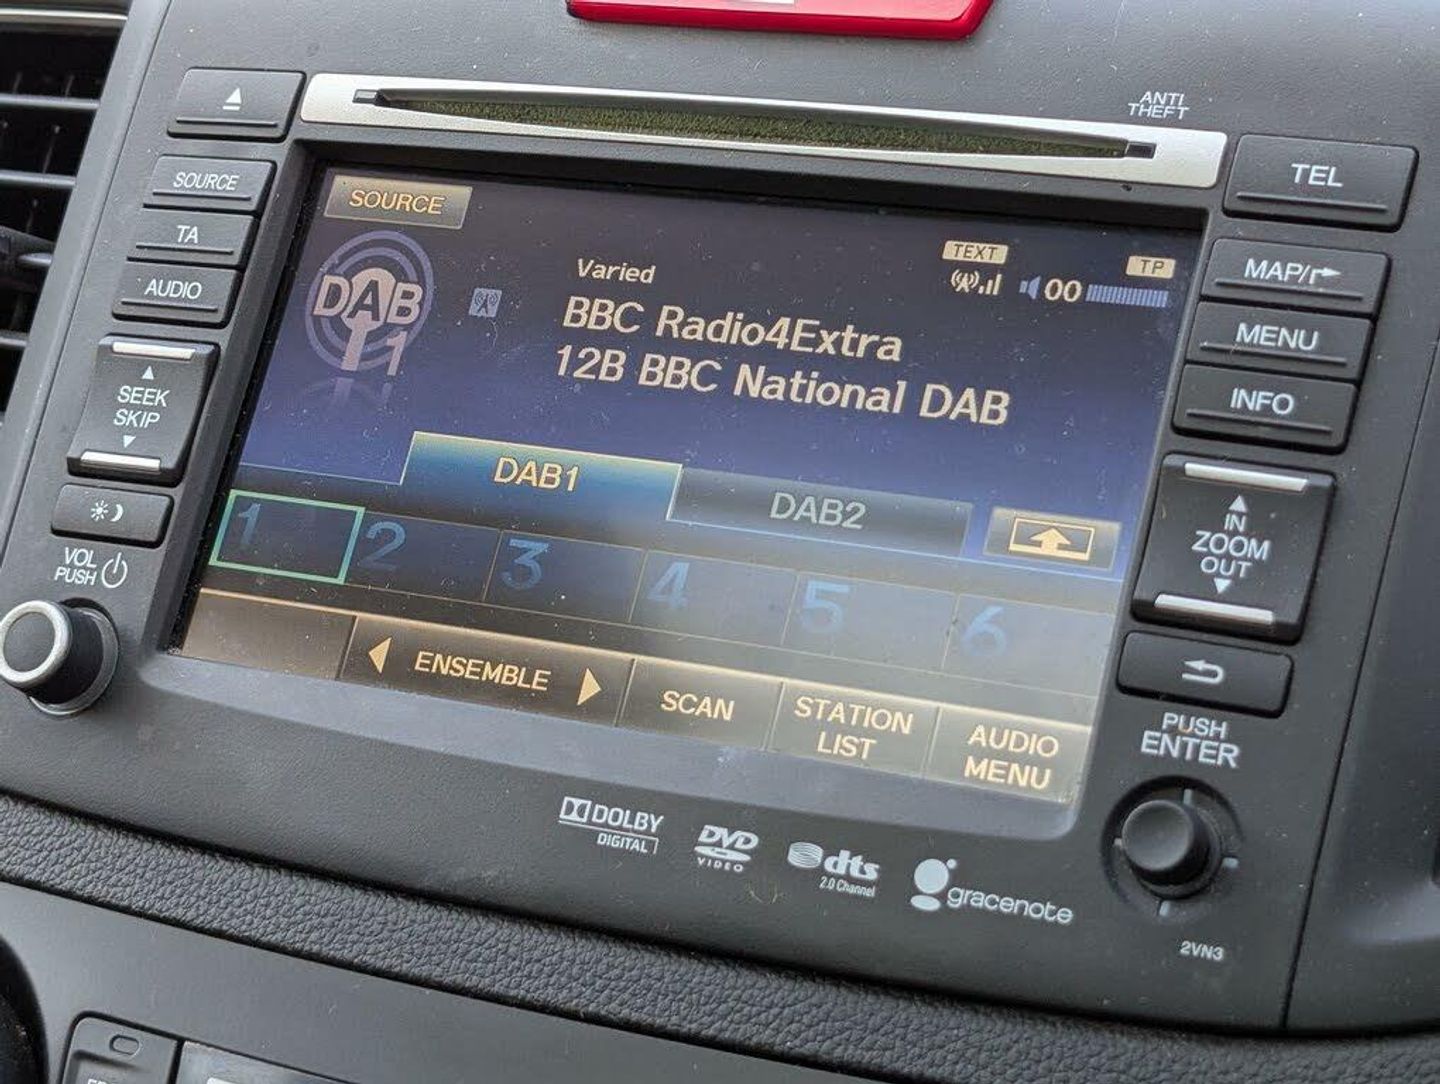 ANTI
THEFT
SOURCE
TA
AUDIO
SEEK
SKIP
VOL
PUSH
SOURCE
DAB
1
Varied
BBC Radio4Extra
12B BBC National DAB
TEXT
TP
00
DAB1
DAB2
1 2 3 4 5 6
ENSEMBLE
SCAN
STATION
LIST
AUDIO
MENU
TEL
MAP/
MENU
INFO
IN
ZOOM
OUT
PUSH
ENTER
DOLBY
DIGITAL
DVD
VIDEO
dts
2.0 Channel
gracenote
2VN3